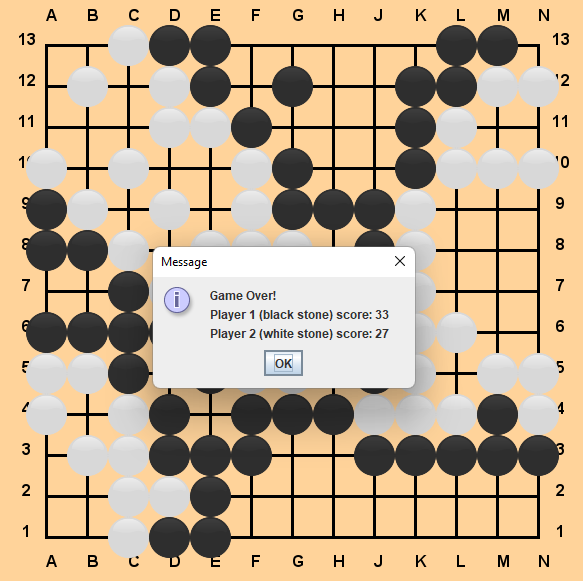 A B C D E F G H J K L M N
13 13
12 12
11 11
10 10
9 9
8 8
Message
7 7
Game Over!
Player 1 (black stone) score: 33
Player 2 (white stone) score: 27
6 6
OK
5 5
4 4
3 3
2 2
1 1
A B C D E F G H J K L M N